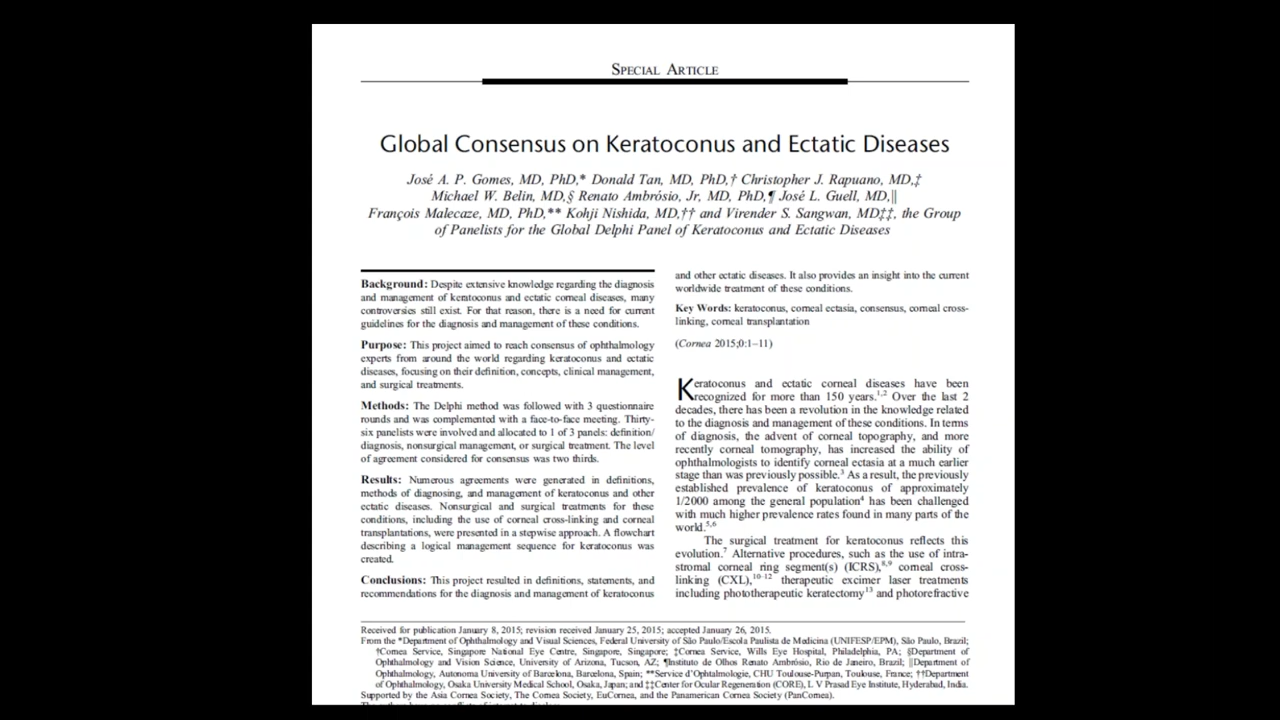 SPECIAL ARTICLE
Global Consensus on Keratoconus and Ectatic Diseases
José A. P. Gomes, MD, PhD,* Donald Tan, MD, PhD,† Christopher J. Rapuano, MD,‡
Michael W. Belin, MD,§ Renato Ambrósio, Jr, MD, PhD,¶ José L. Guell, MD,∥
François Malecaze, MD, PhD,** Kohji Nishida, MD,†† and Virender S. Sangwan, MD‡‡, the Group
of Panelists for the Global Delphi Panel of Keratoconus and Ectatic Diseases
Background: Despite extensive knowledge regarding the diagnosis
and management of keratoconus and ectatic corneal diseases, many
controversies still exist. For that reason, there is a need for current
guidelines for the diagnosis and management of these conditions.
Purpose: This project aimed to reach consensus of ophthalmology
experts from around the world regarding keratoconus and ectatic
diseases, focusing on their definition, concepts, clinical management,
and surgical treatments.
Methods: The Delphi method was followed with 3 questionnaire
rounds and was complemented with a face-to-face meeting. Thirty-
six panelists were involved and allocated to 1 of 3 panels: definition/
diagnosis, nonsurgical management, or surgical treatment. The level
of agreement considered for consensus was two thirds.
Results: Numerous agreements were generated in definitions,
methods of diagnosing, and management of keratoconus and other
ectatic diseases. Nonsurgical and surgical treatments for these
conditions, including the use of corneal cross-linking and corneal
transplantations, were presented in a stepwise approach. A flowchart
describing a logical management sequence for keratoconus was
created.
Conclusions: This project resulted in definitions, statements, and
recommendations for the diagnosis and management of keratoconus
and other ectatic diseases. It also provides an insight into the current
worldwide treatment of these conditions.
Key Words: keratoconus, corneal ectasia, consensus, corneal cross-
linking, corneal transplantation
(Cornea 2015;0:1–11)
Keratoconus and ectatic corneal diseases have been
recognized for more than 150 years.1,2 Over the last 2
decades, there has been a revolution in the knowledge related
to the diagnosis and management of these conditions. In terms
of diagnosis, the advent of corneal topography, and more
recently corneal tomography, has increased the ability of
ophthalmologists to identify corneal ectasia at a much earlier
stage than was previously possible.3 As a result, the previously
established prevalence of keratoconus of approximately
1/2000 among the general population4 has been challenged
with much higher prevalence rates found in many parts of the
world.5,6
The surgical treatment for keratoconus reflects this
evolution.7 Alternative procedures, such as the use of intra-
stromal corneal ring segment(s) (ICRS),8,9 corneal cross-
linking (CXL),10–12 therapeutic excimer laser treatments
including phototherapeutic keratectomy13 and photorefractive
Received for publication January 8, 2015; revision received January 25, 2015; accepted January 26, 2015.
From the *Department of Ophthalmology and Visual Sciences, Federal University of São Paulo/Escola Paulista de Medicina (UNIFESP/EPM), São Paulo, Brazil;
†Cornea Service, Singapore National Eye Centre, Singapore, Singapore; ‡Cornea Service, Wills Eye Hospital, Philadelphia, PA; §Department of
Ophthalmology and Vision Science, University of Arizona, Tucson, AZ; ¶Instituto de Olhos Renato Ambrósio, Rio de Janeiro, Brazil; ∥Department of
Ophthalmology, Autonoma University of Barcelona, Barcelona, Spain; **Service d'Ophtalmologie, CHU Toulouse-Purpan, Toulouse, France; ††Department
of Ophthalmology, Osaka University Medical School, Osaka, Japan; and ‡‡Center for Ocular Regeneration (CORE), L V Prasad Eye Institute, Hyderabad, India.
Supported by the Asia Cornea Society, The Cornea Society, EuCornea, and the Panamerican Cornea Society (PanCornea).